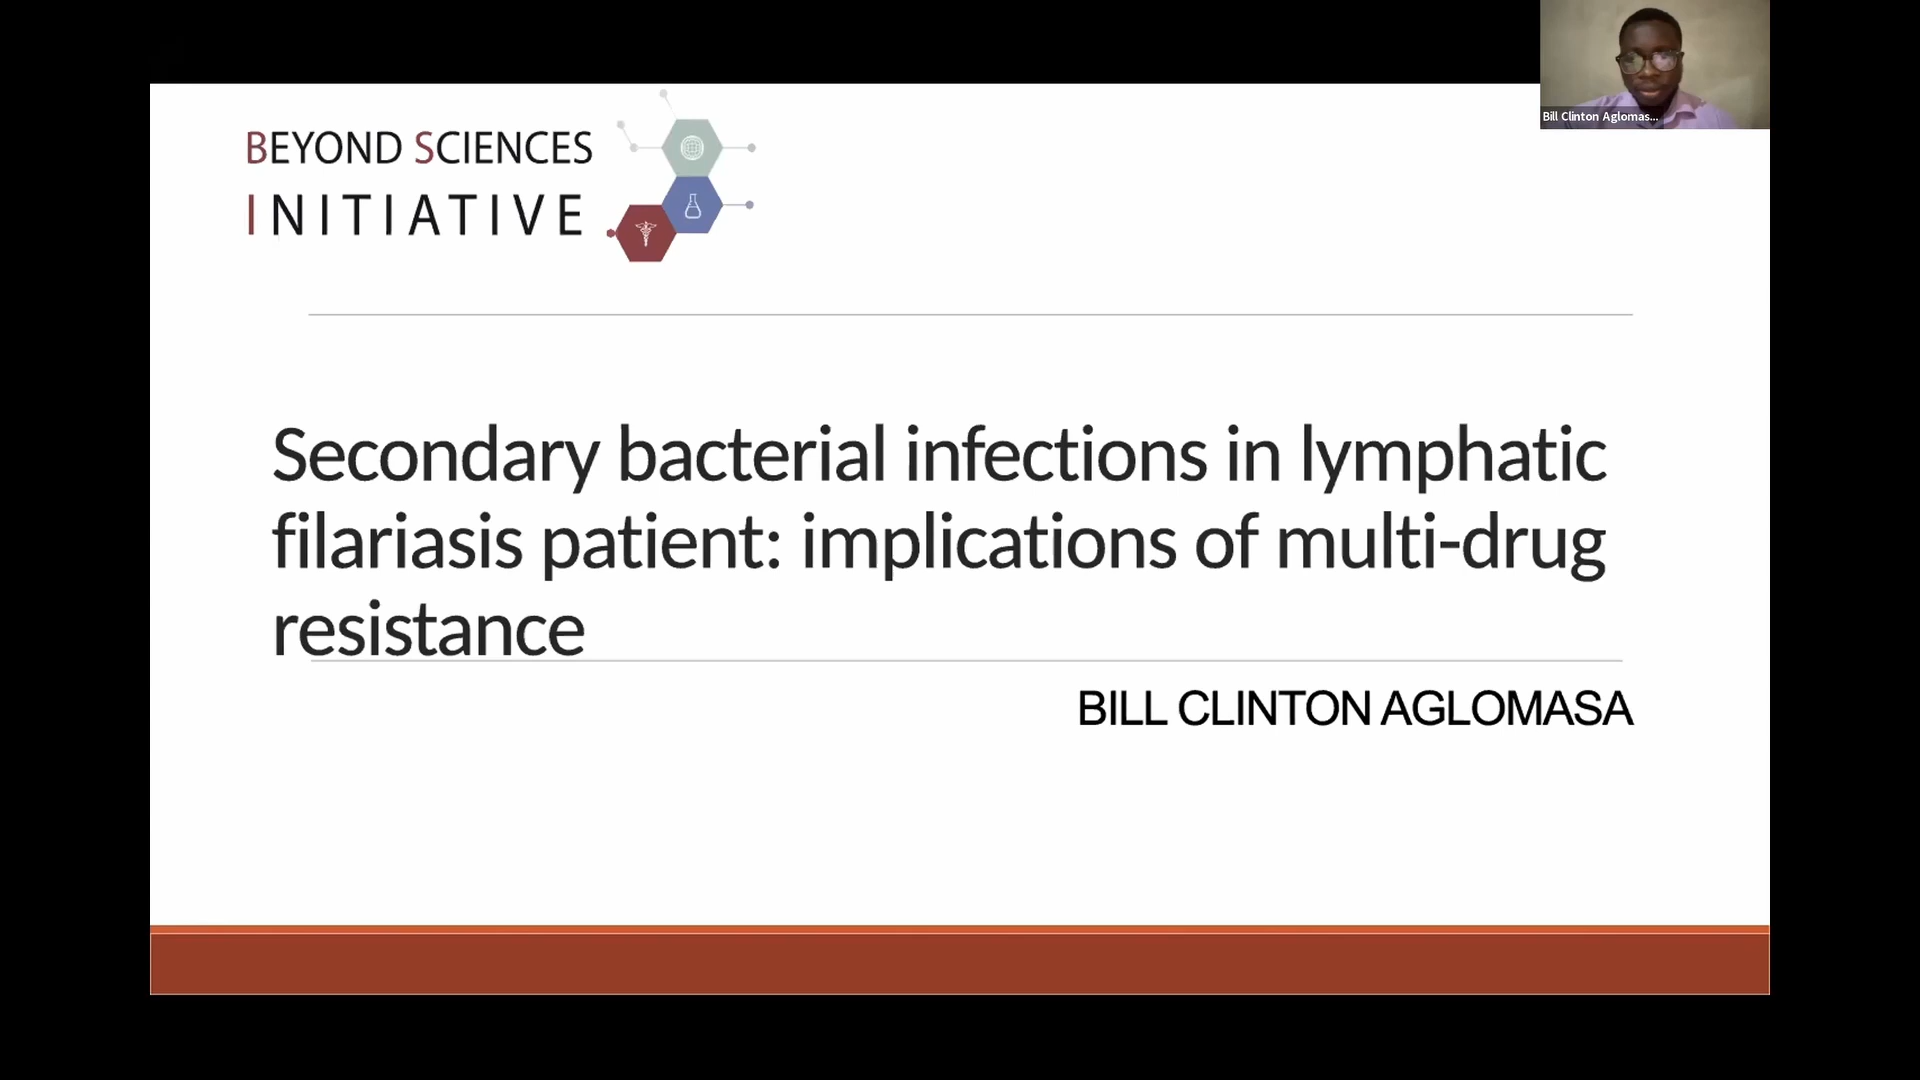 Bill Clinton Aglomas...
BEYOND SCIENCES
INITIATIVE
Secondary bacterial infections in lymphatic
filariasis patient: implications of multi-drug
resistance
BILL CLINTON AGLOMASA